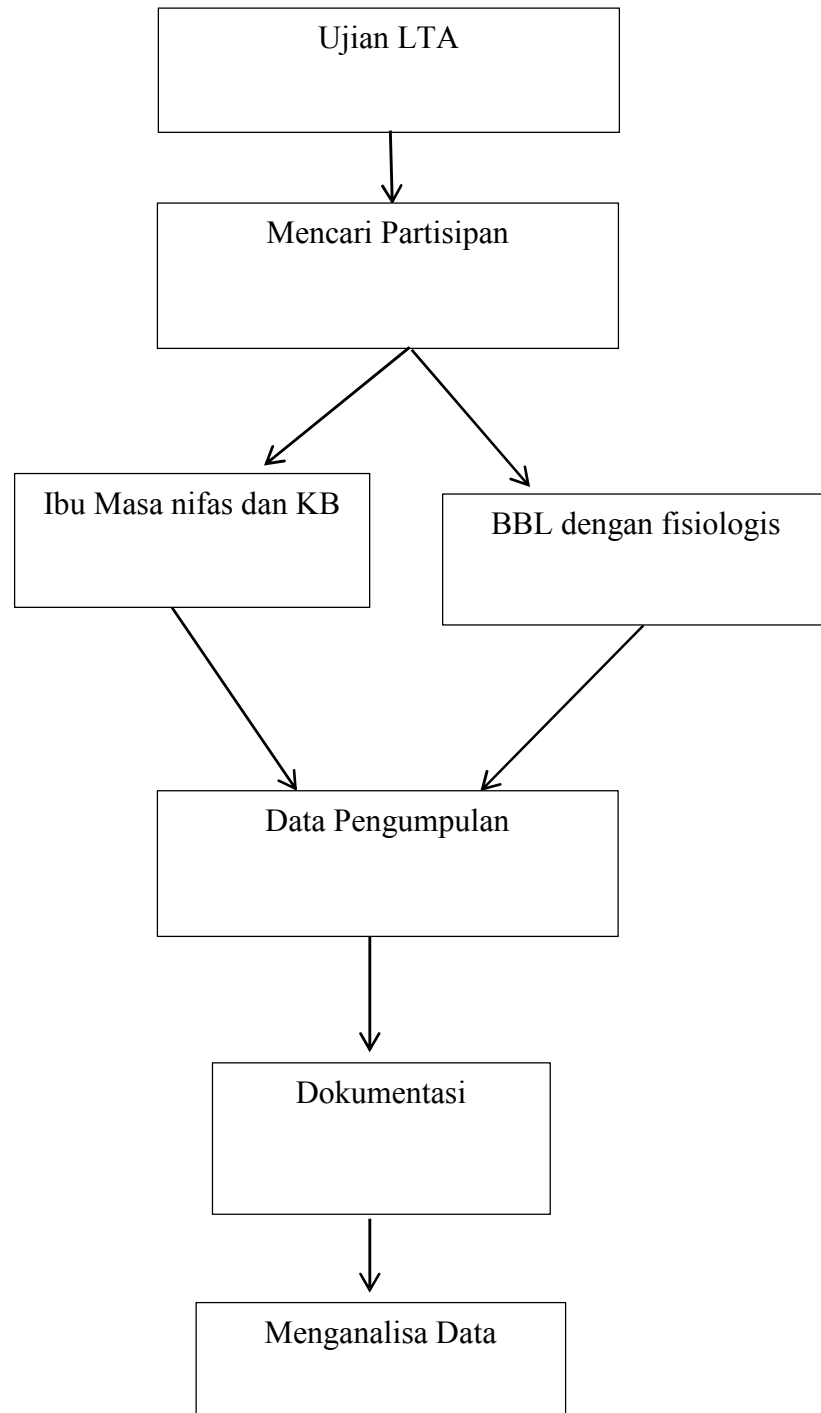 Ujian LTA
Mencari Partisipan
Ibu Masa nifas dan KB
BBL dengan fisiologis
Data Pengumpulan
Dokumentasi
Menganalisa Data